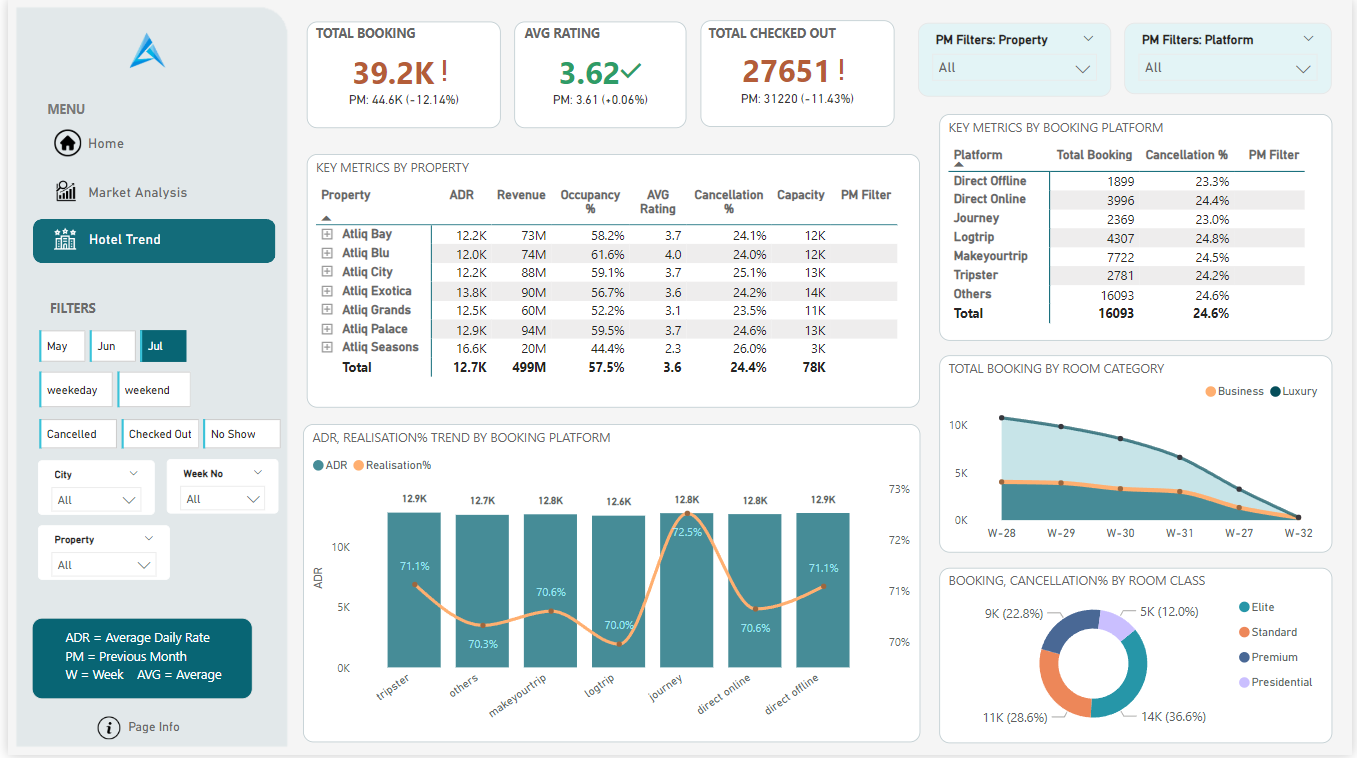 MENU
Home
Market Analysis
Hotel Trend
FILTERS
May Jun Jul
weekeday weekend
Cancelled Checked Out No Show
City
All
Week No
All
Property
All
ADR = Average Daily Rate
PM = Previous Month
W = Week AVG = Average
Page Info
TOTAL BOOKING
39.2K !
PM: 44.6K (-12.14%)
AVG RATING
3.62
PM: 3.61 (+0.06%)
TOTAL CHECKED OUT
27651 !
PM: 31220 (-11.43%)
PM Filters: Property
All
PM Filters: Platform
All
KEY METRICS BY PROPERTY
Property ADR Revenue Occupancy % AVG Rating Cancellation % Capacity PM Filter
Atliq Bay 12.2K 73M 58.2% 3.7 24.1% 12K
Atliq Blu 12.0K 74M 61.6% 4.0 24.0% 12K
Atliq City 12.2K 88M 59.1% 3.7 25.1% 13K
Atliq Exotica 13.8K 90M 56.7% 3.6 24.2% 14K
Atliq Grands 12.5K 60M 52.2% 3.1 23.5% 11K
Atliq Palace 12.9K 94M 59.5% 3.7 24.6% 13K
Atliq Seasons 16.6K 20M 44.4% 2.3 26.0% 3K
Total 12.7K 499M 57.5% 3.6 24.4% 78K
KEY METRICS BY BOOKING PLATFORM
Platform Total Booking Cancellation % PM Filter
Direct Offline 1899 23.3%
Direct Online 3996 24.4%
Journey 2369 23.0%
Logtrip 4307 24.8%
Makeyourtrip 7722 24.5%
Tripster 2781 24.2%
Others 16093 24.6%
Total 16093 24.6%
ADR, REALISATION% TREND BY BOOKING PLATFORM
ADR Realisation%
12.9K 12.7K 12.8K 12.6K 12.8K 12.8K 12.9K
71.1% 70.3% 70.6% 70.0% 72.5% 70.6% 71.1%
ADR
10K
5K
0K
73%
72%
71%
70%
tripster others makeyourtrip logtrip journey direct online direct offline
TOTAL BOOKING BY ROOM CATEGORY
Business Luxury
10K
5K
0K
W-28 W-29 W-30 W-31 W-27 W-32
BOOKING, CANCELLATION% BY ROOM CLASS
9K (22.8%)
5K (12.0%)
11K (28.6%)
14K (36.6%)
Elite
Standard
Premium
Presidential